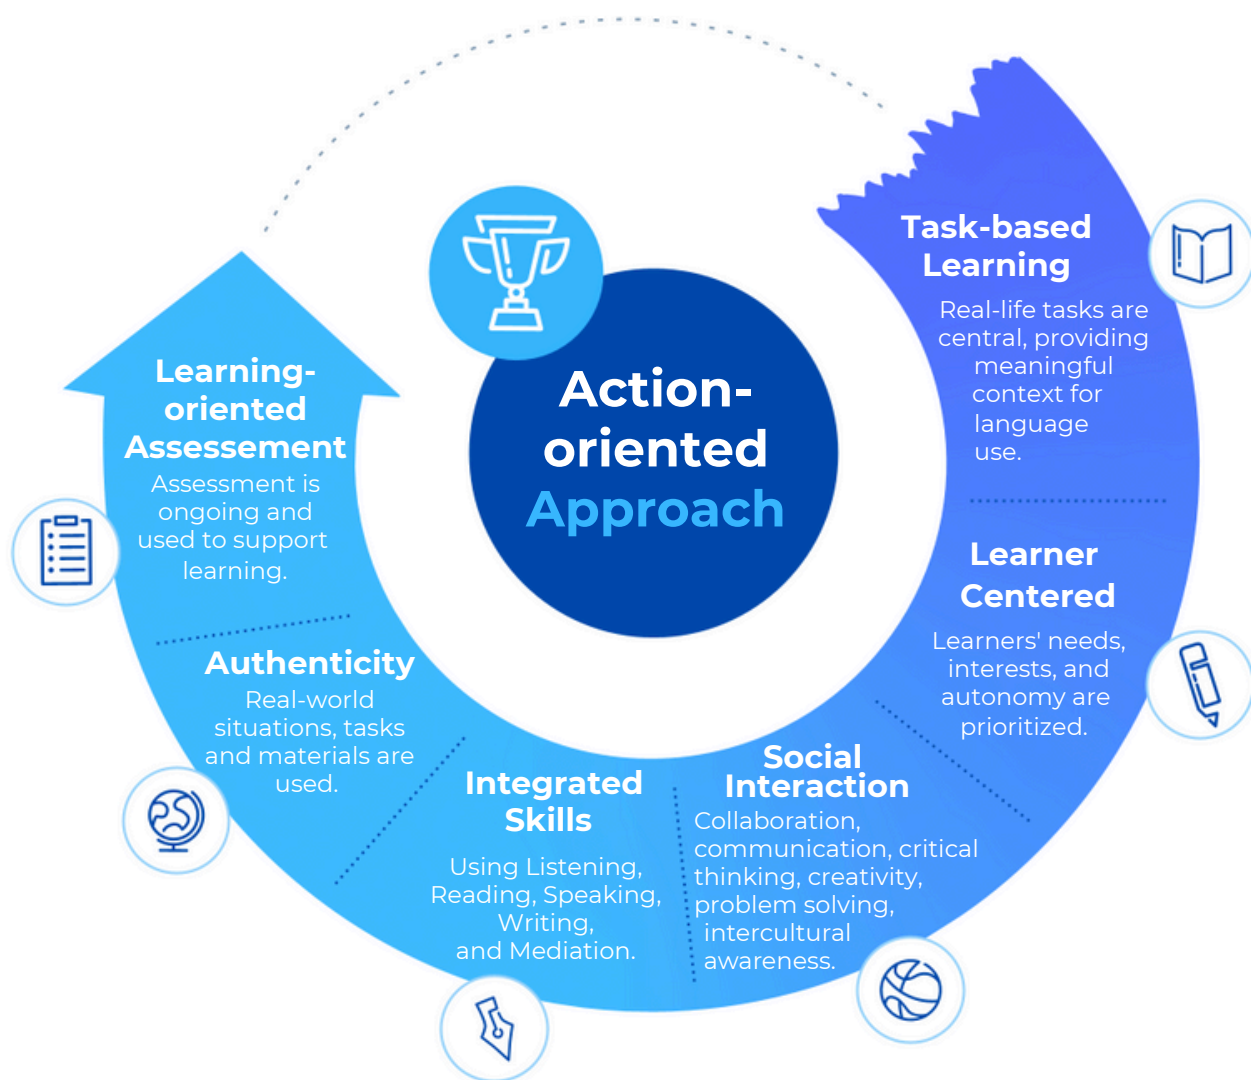 Action-
oriented
Approach
Task-based
Learning
Real-life tasks are
central, providing
meaningful
context for
language
use.
Learner
Centered
Learners' needs,
interests, and
autonomy are
prioritized.
Social
Interaction
Collaboration,
communication, critical
thinking, creativity,
problem solving,
intercultural
awareness.
Integrated
Skills
Using Listening,
Reading, Speaking,
Writing,
and Mediation.
Authenticity
Real-world
situations, tasks
and materials are
used.
Learning-
oriented
Assessement
Assessment is
ongoing and
used to support
learning.